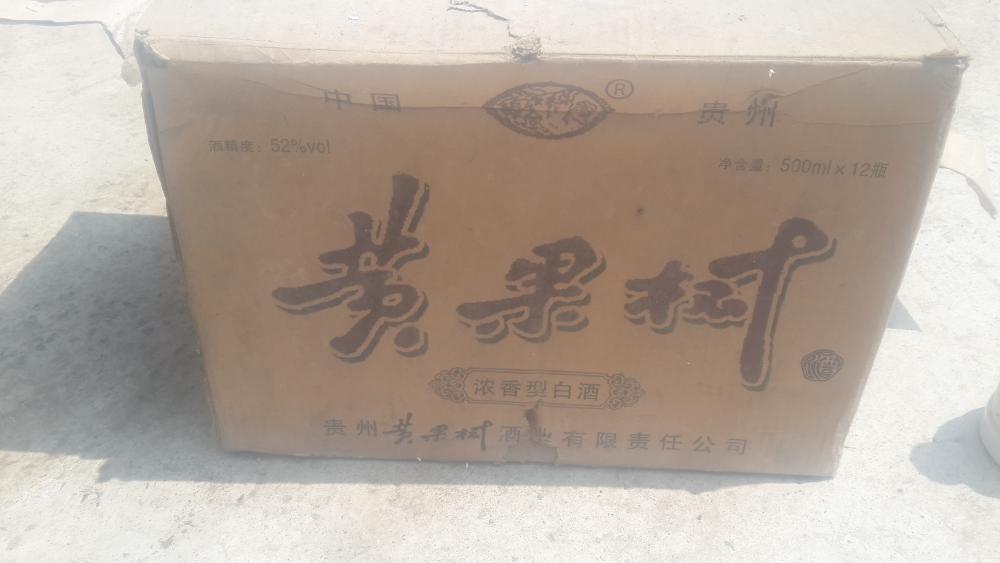 中国 ® 贵州
酒精度：52%vol
净含量：500ml×12瓶
黄果树
酒
浓香型白酒
贵州黄果树酒业有限责任公司